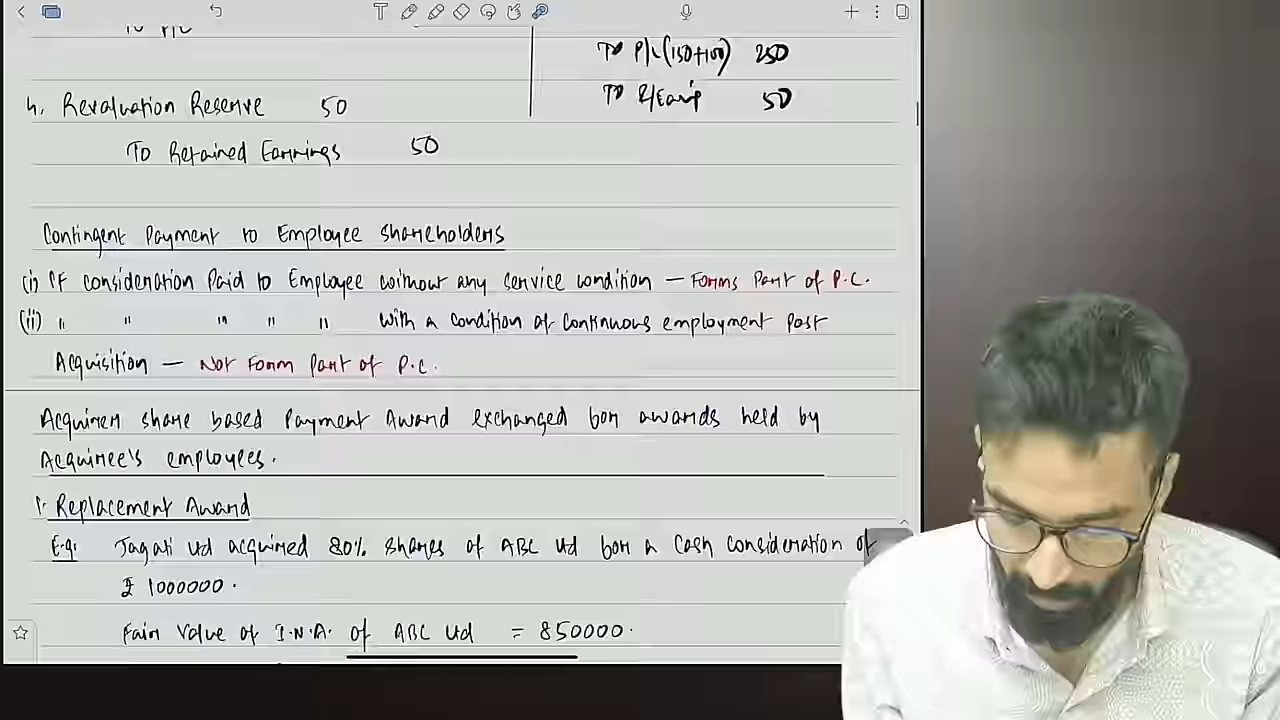 To P/L
To P/L (150+100) 250
To R/Earnig 50
4. Revaluation Reserve 50
To Retained Earnings 50
Contingent Payment to Employee shareholders
(i) If consideration Paid to Employee without any service condition — Forms Part of P.C.
(ii) " " " " " with a condition of continuous employment post
Acquisition — Not Form Part of P.C.
Acquirer share based Payment Award exchanged for awards held by
Acquiree's employees.
1. Replacement Award
E.g: Jagati Ltd acquired 80% shares of ABC Ltd for a cash consideration of
₹ 1000000.
Fair Value of I.N.A. of ABC Ltd = 850000.